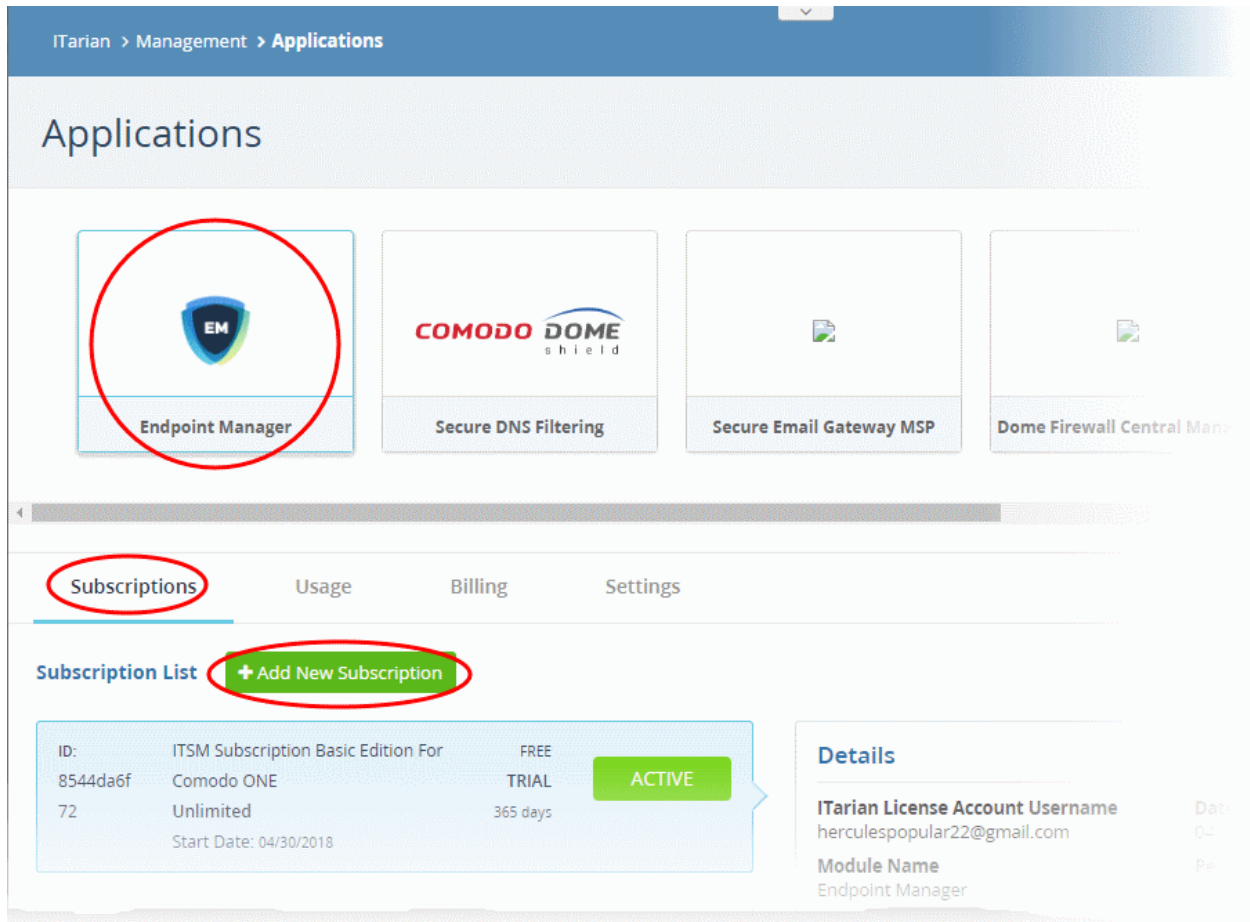 ITarian > Management > Applications
Applications
EM
COMODO DOME
shield
Endpoint Manager
Secure DNS Filtering
Secure Email Gateway MSP
Dome Firewall Central Mana
Subscriptions
Usage
Billing
Settings
Subscription List
+ Add New Subscription
ID:
8544da6f
72
ITSM Subscription Basic Edition For
Comodo ONE
Unlimited
Start Date: 04/30/2018
FREE
TRIAL
365 days
ACTIVE
Details
ITarian License Account Username
herculespopular22@gmail.com
Module Name
Endpoint Manager